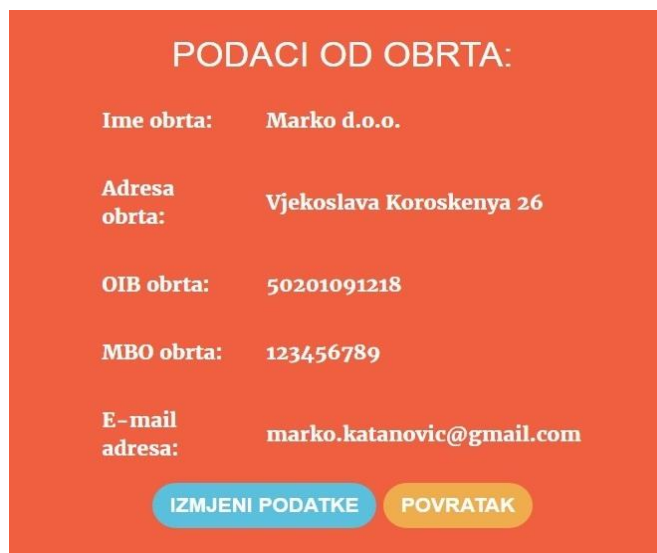 PODACI OD OBRTA:
Ime obrta: Marko d.o.o.
Adresa
obrta: Vjekoslava Koroskenya 26
OIB obrta: 50201091218
MBO obrta: 123456789
E-mail
adresa: marko.katanovic@gmail.com
IZMJENI PODATKE POVRATAK